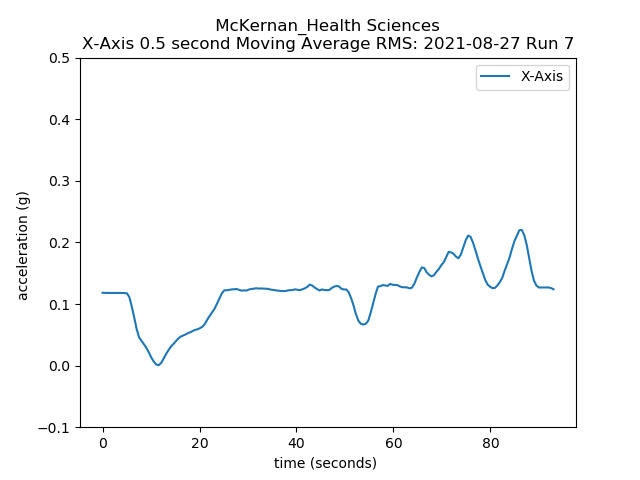 McKernan_Health Sciences
X-Axis 0.5 second Moving Average RMS: 2021-08-27 Run 7
X-Axis
0.5
0.4
0.3
0.2
0.1
0.0
−0.1
acceleration (g)
0 20 40 60 80
time (seconds)